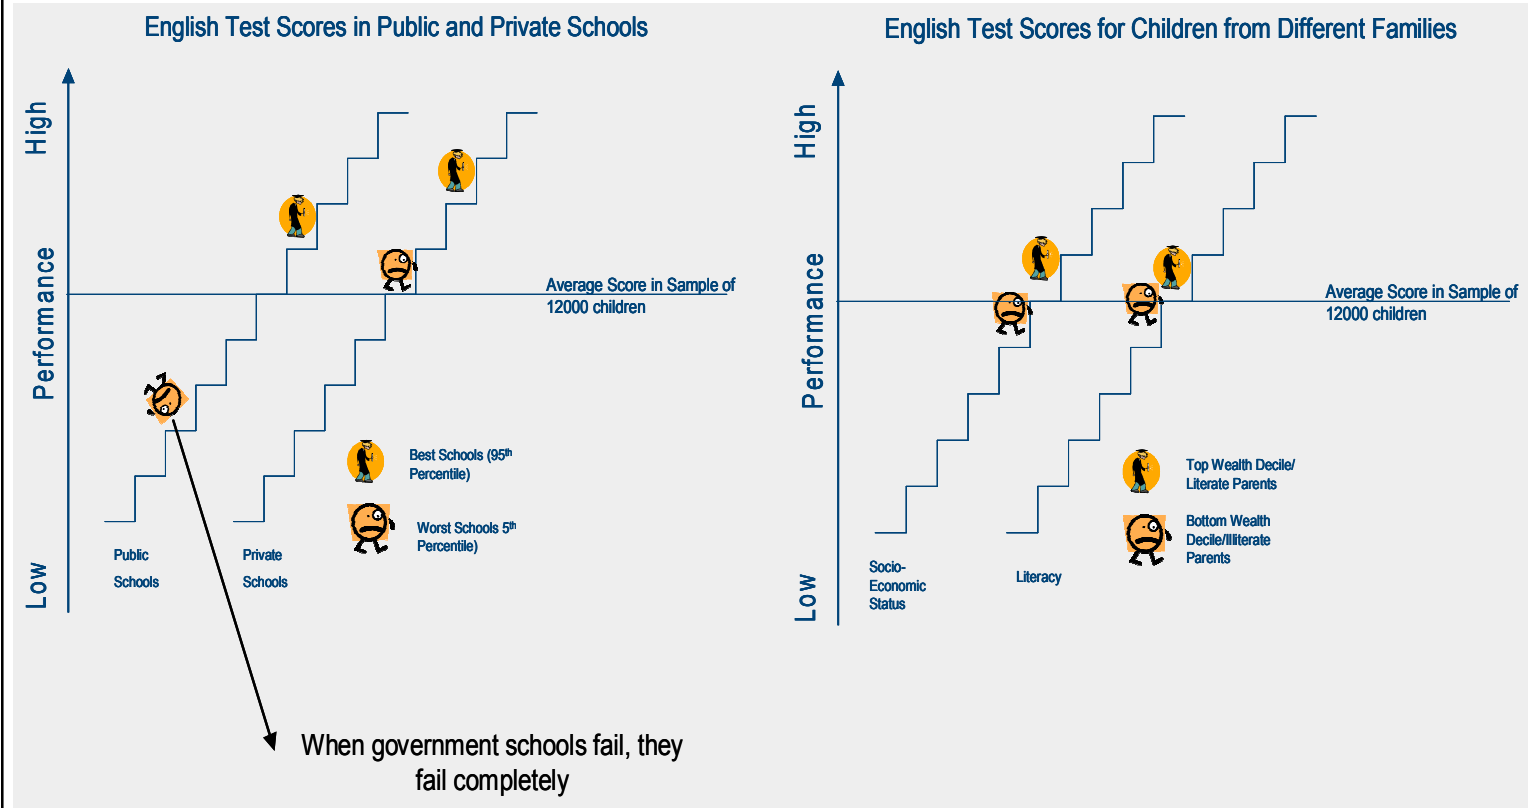 English Test Scores in Public and Private Schools
High
Performance
Low
Average Score in Sample of
12000 children
Best Schools (95th
Percentile)
Worst Schools 5th
Percentile)
Public
Schools
Private
Schools
When government schools fail, they
fail completely
English Test Scores for Children from Different Families
High
Performance
Low
Average Score in Sample of
12000 children
Top Wealth Decile/
Literate Parents
Bottom Wealth
Decile/Illiterate
Parents
Socio-
Economic
Status
Literacy